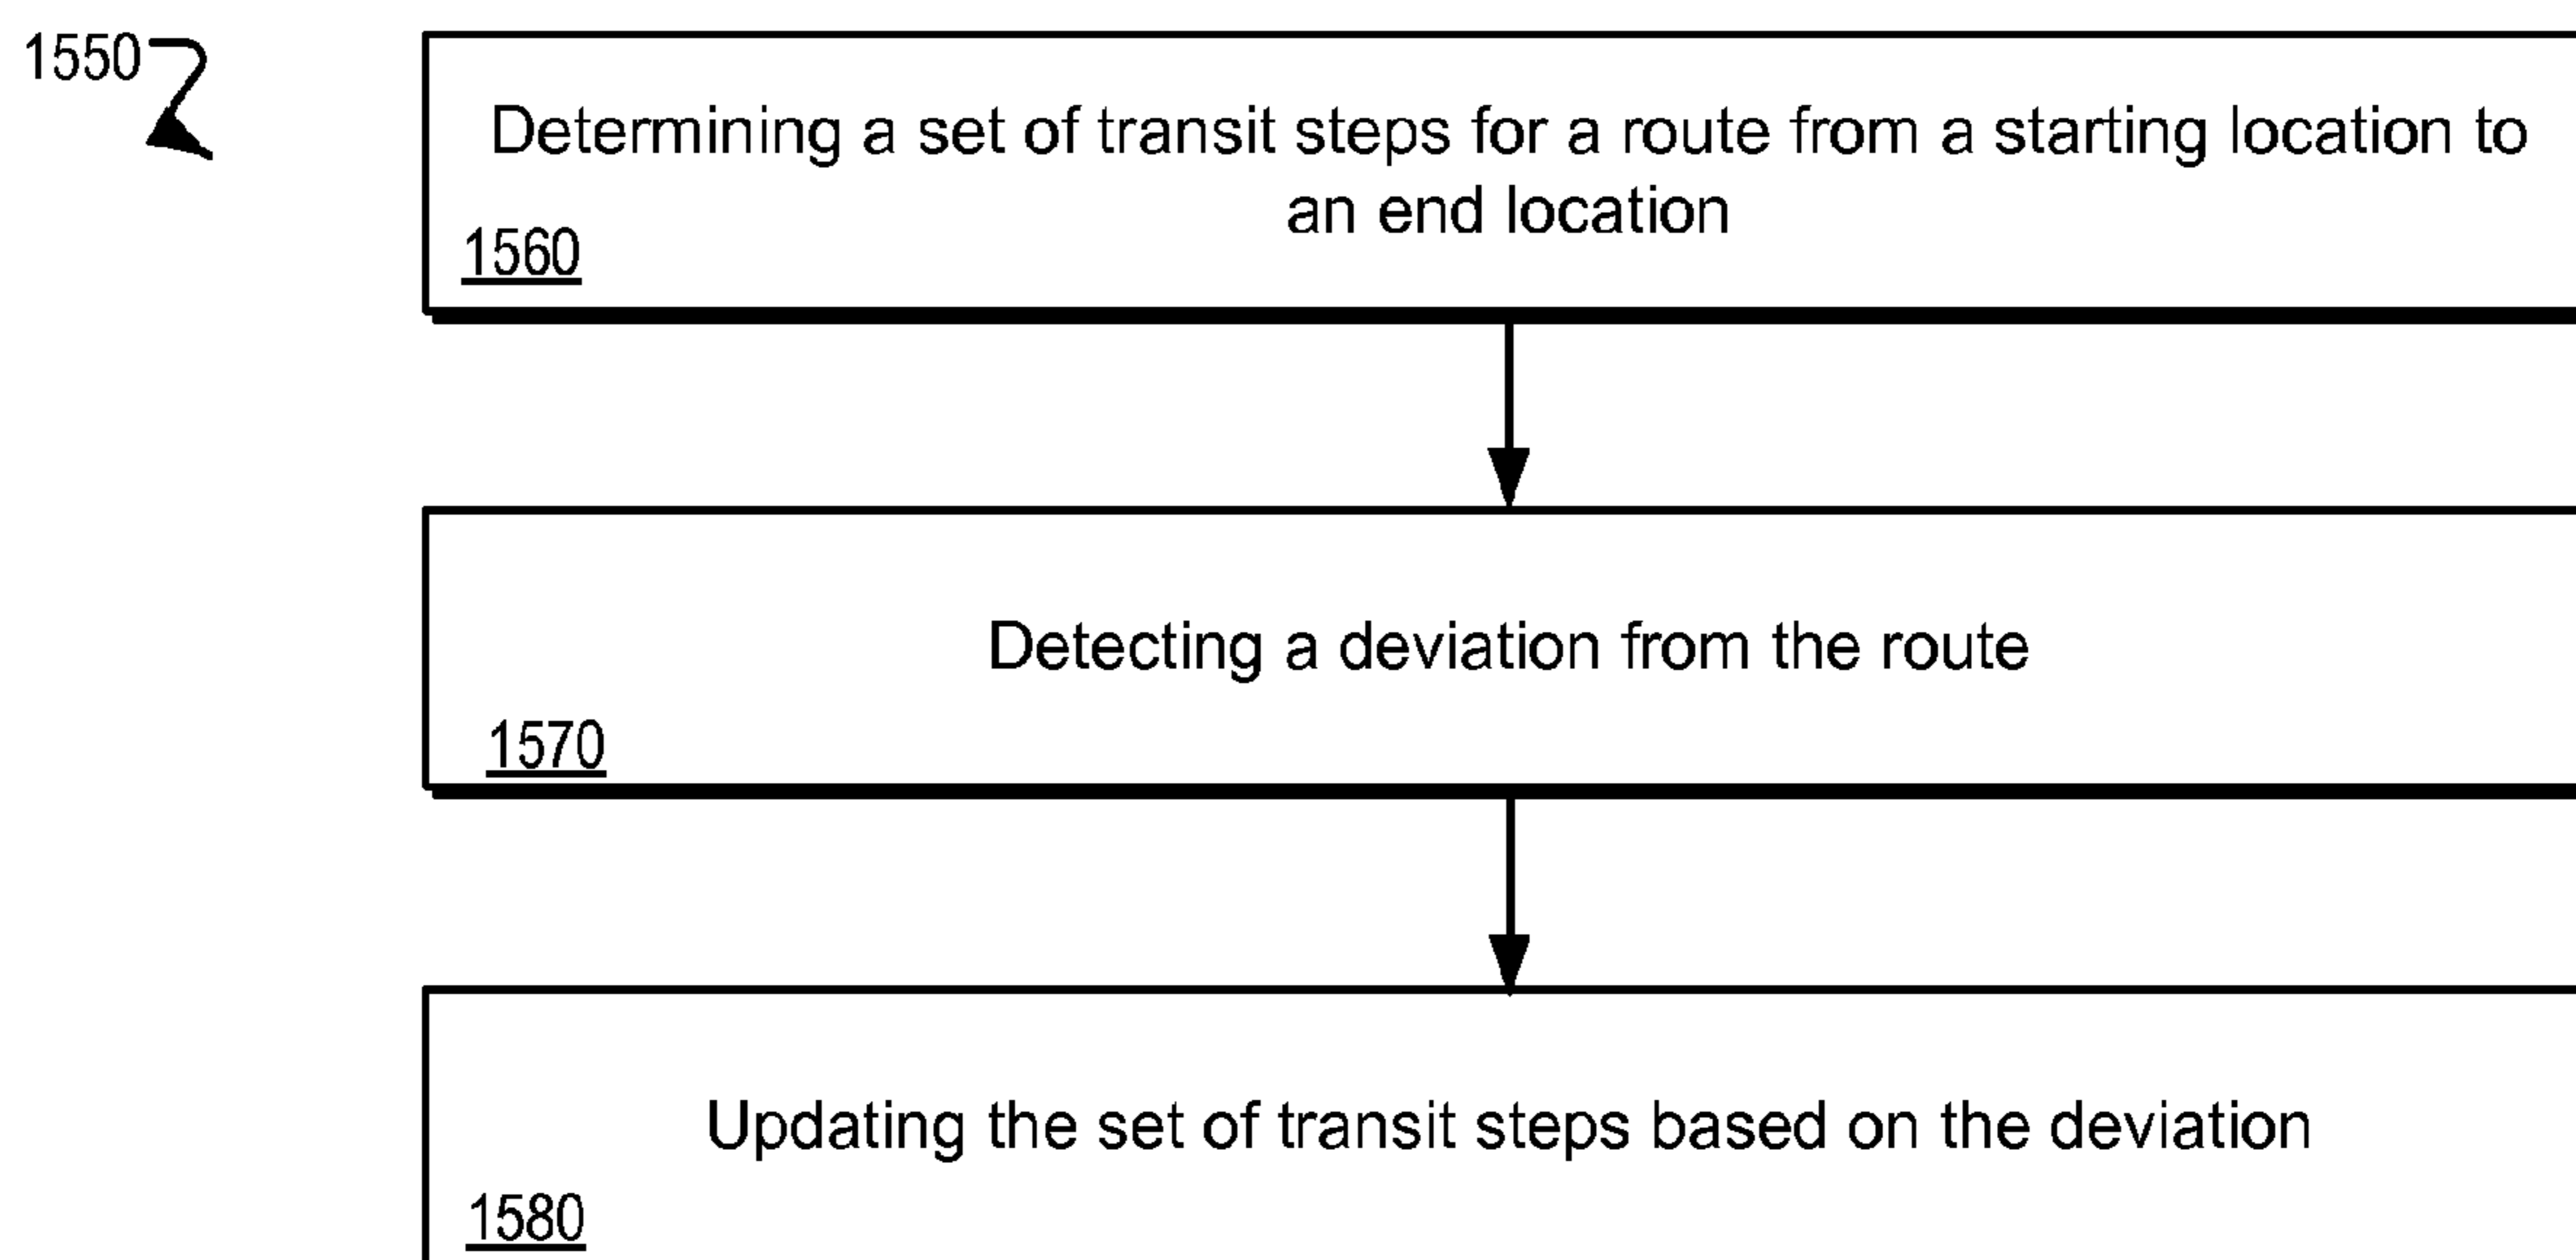 1550
Determining a set of transit steps for a route from a starting location to
an end location
1560
Detecting a deviation from the route
1570
Updating the set of transit steps based on the deviation
1580